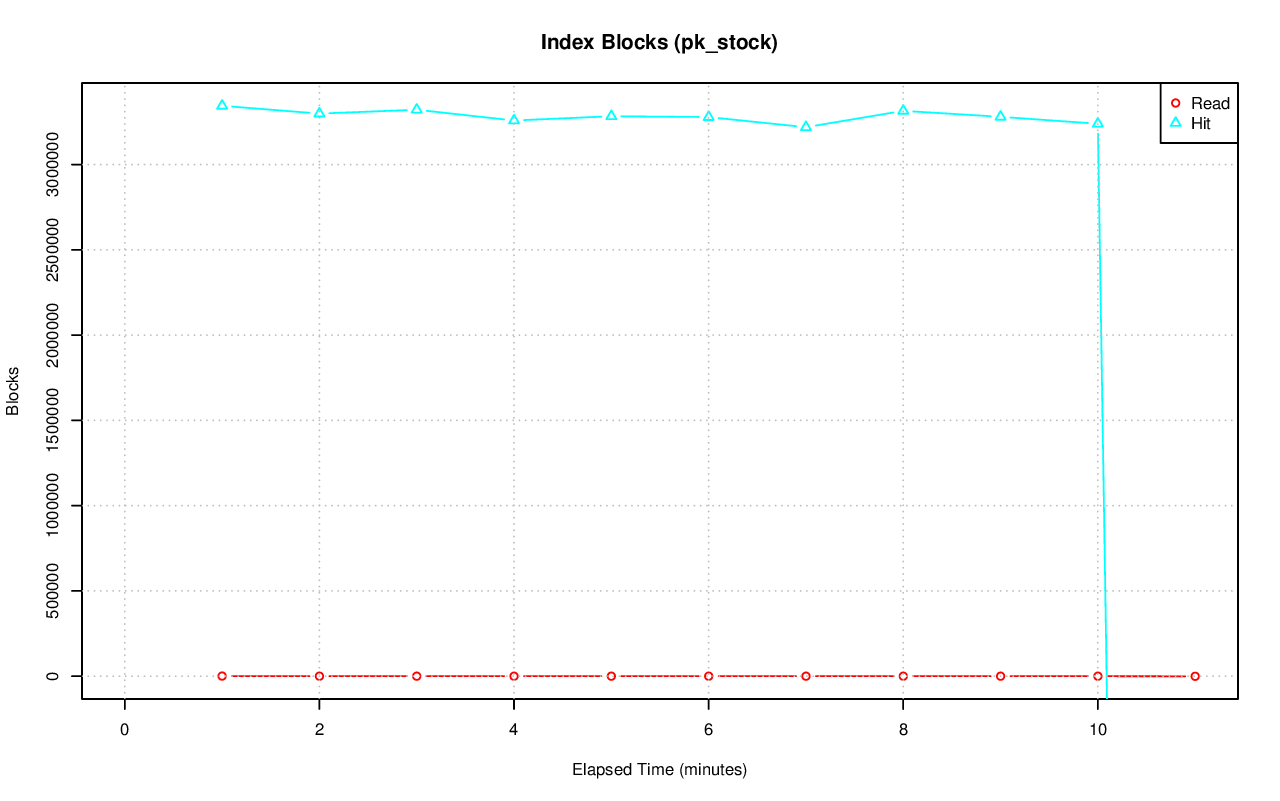 Index Blocks (pk_stock)
Read
Hit
Blocks
3000000
2500000
2000000
1500000
1000000
500000
0
0 2 4 6 8 10
Elapsed Time (minutes)